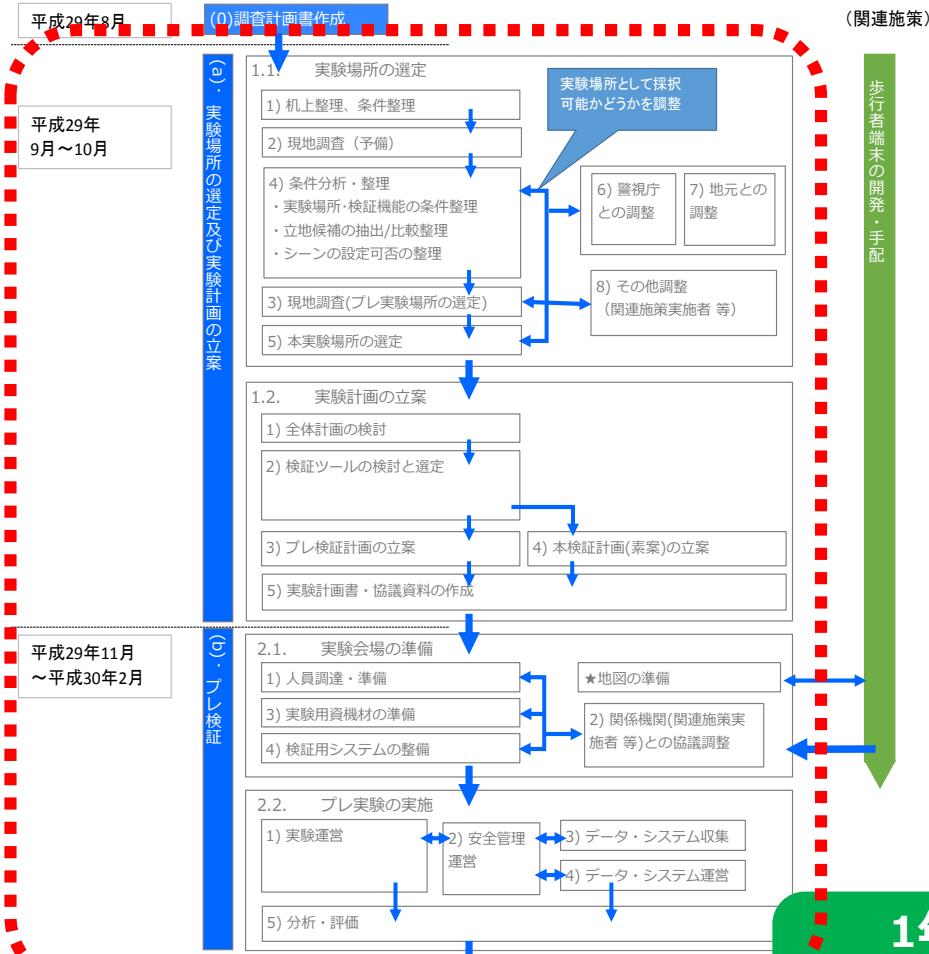 平成29年8月
(0)調査計画書作成
（関連施策）
(a)．実験場所の選定及び実験計画の立案
1.1. 実験場所の選定
1) 机上整理、条件整理
実験場所として採択
可能かどうかを調整
平成29年
9月～10月
2) 現地調査（予備）
4) 条件分析・整理
・実験場所･検証機能の条件整理
・立地候補の抽出/比較整理
・シーンの設定可否の整理
6) 警視庁
との調整
7) 地元との
調整
3) 現地調査(プレ実験場所の選定)
8) その他調整
（関連施策実施者 等）
5) 本実験場所の選定
歩行者端末の開発・手配
1.2. 実験計画の立案
1) 全体計画の検討
2) 検証ツールの検討と選定
3) プレ検証計画の立案
4) 本検証計画(素案)の立案
5) 実験計画書・協議資料の作成
平成29年11月
～平成30年2月
(b)．プレ検証
2.1. 実験会場の準備
1) 人員調達・準備
★地図の準備
3) 実験用資機材の準備
2) 関係機関(関連施策実
施者 等)との協議調整
4) 検証用システムの整備
2.2. プレ実験の実施
1) 実験運営
2) 安全管理
運営
3) データ・システム収集
4) データ・システム運営
5) 分析・評価